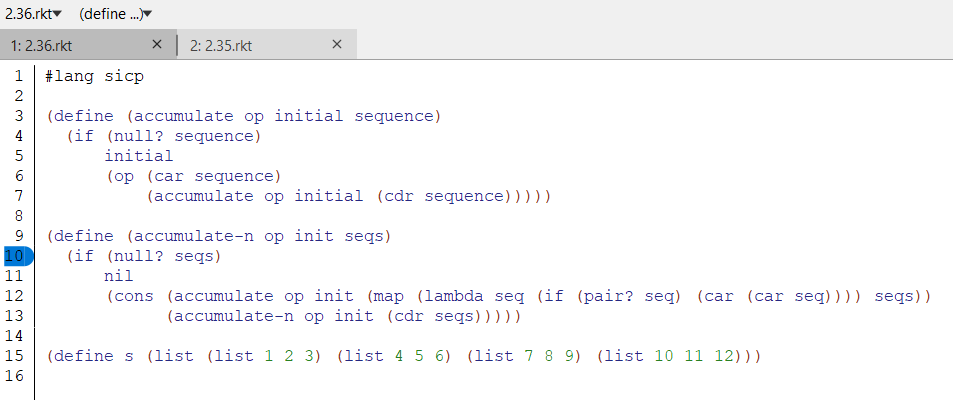 2.36.rkt▾ (define ...)▾
1: 2.36.rkt × 2: 2.35.rkt ×
1 #lang sicp
2
3 (define (accumulate op initial sequence)
4   (if (null? sequence)
5       initial
6       (op (car sequence)
7           (accumulate op initial (cdr sequence)))))
8
9 (define (accumulate-n op init seqs)
10   (if (null? seqs)
11       nil
12       (cons (accumulate op init (map (lambda seq (if (pair? seq) (car (car seq)))) seqs))
13             (accumulate-n op init (cdr seqs)))))
14
15 (define s (list (list 1 2 3) (list 4 5 6) (list 7 8 9) (list 10 11 12)))
16